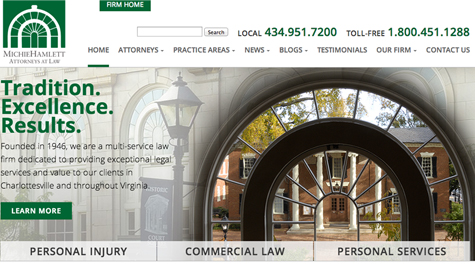 FIRM HOME
MICHIEHAMLETT
ATTORNEYS AT LAW
Search
LOCAL 434.951.7200 TOLL-FREE 1.800.451.1288
HOME ATTORNEYS PRACTICE AREAS NEWS BLOGS TESTIMONIALS OUR FIRM CONTACT US
Tradition.
Excellence.
Results.
Founded in 1946, we are a multi-service law
firm dedicated to providing exceptional legal
services and value to our clients in
Charlottesville and throughout Virginia.
HISTORIC
COURT
LEARN MORE
PERSONAL INJURY COMMERCIAL LAW PERSONAL SERVICES